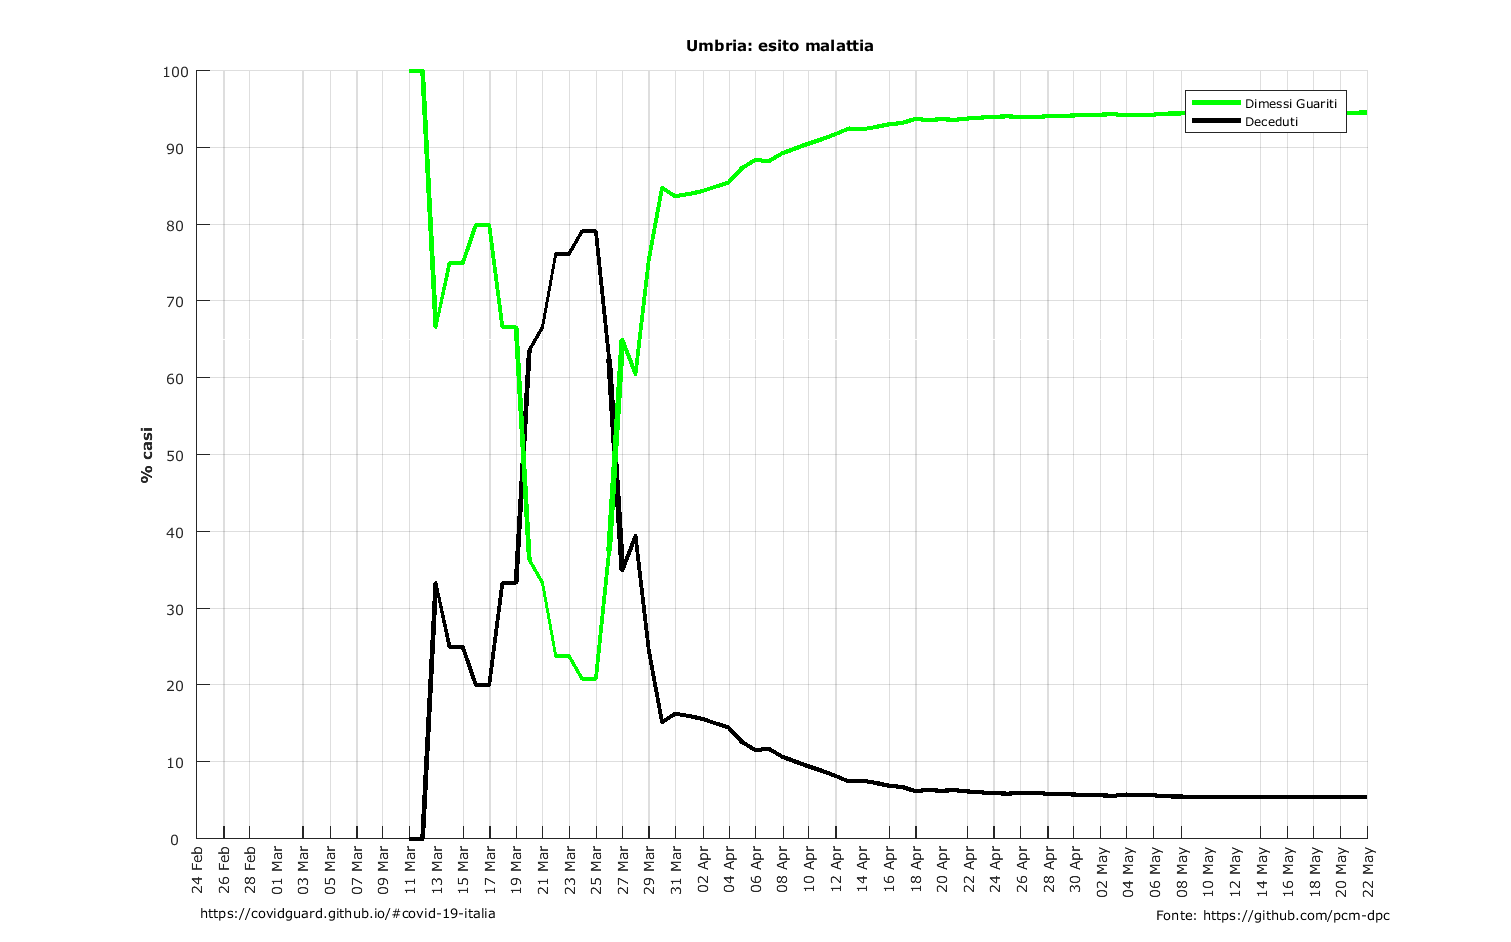 Umbria: esito malattia
100
90
80
70
60
50
40
30
20
10
0
% casi
Dimessi Guariti
Deceduti
24 Feb
26 Feb
28 Feb
01 Mar
03 Mar
05 Mar
07 Mar
09 Mar
11 Mar
13 Mar
15 Mar
17 Mar
19 Mar
21 Mar
23 Mar
25 Mar
27 Mar
29 Mar
31 Mar
02 Apr
04 Apr
06 Apr
08 Apr
10 Apr
12 Apr
14 Apr
16 Apr
18 Apr
20 Apr
22 Apr
24 Apr
26 Apr
28 Apr
30 Apr
02 May
04 May
06 May
08 May
10 May
12 May
14 May
16 May
18 May
20 May
22 May
https://covidguard.github.io/#covid-19-italia
Fonte: https://github.com/pcm-dpc